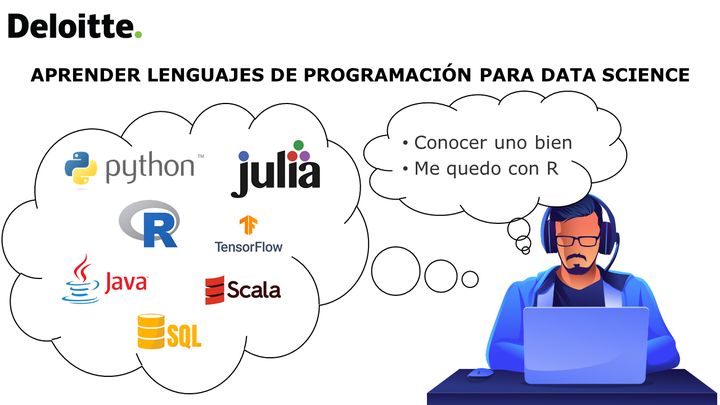 Deloitte.
APRENDER LENGUAJES DE PROGRAMACIÓN PARA DATA SCIENCE
• Conocer uno bien
• Me quedo con R
python™
julia
R
TensorFlow
Java
Scala
SQL